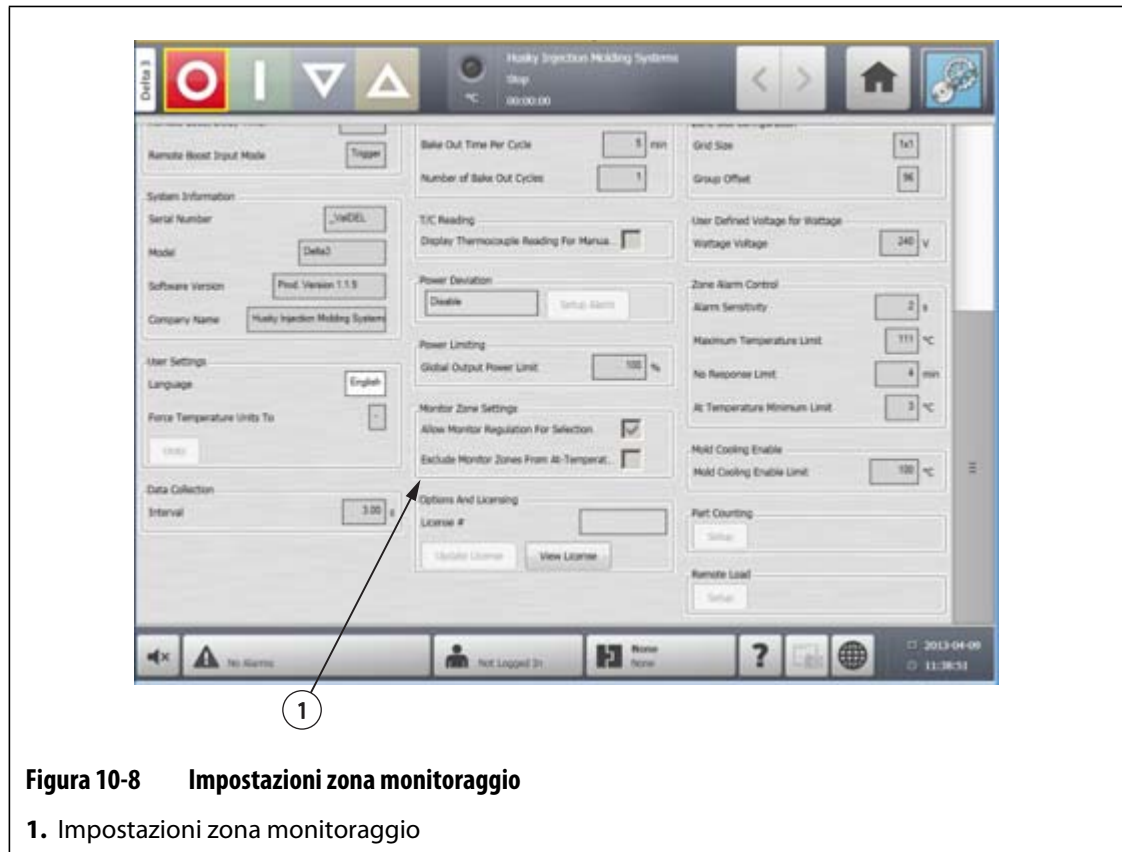 Delta 3
Husky Injection Molding Systems
Stop
°C 00:00:00
Remote Boost Input Mode Trigger
System Information
Serial Number _ValDEL
Model Delta3
Software Version Prod. Version 1.1.9
Company Name Husky Injection Molding Systems
User Settings
Language English
Force Temperature Units To -
Units
Data Collection
Interval 3.00 s
Bake Out Time Per Cycle 5 min
Number of Bake Out Cycles 1
T/C Reading
Display Thermocouple Reading For Manua...
Power Deviation
Disable Setup Alarm
Power Limiting
Global Output Power Limit 100 %
Monitor Zone Settings
Allow Monitor Regulation For Selection
Exclude Monitor Zones From At-Temperat...
Options And Licensing
License #
Update License View License
Grid Size 1x1
Group Offset 96
User Defined Voltage for Wattage
Wattage Voltage 240 V
Zone Alarm Control
Alarm Sensitivity 2 s
Maximum Temperature Limit 111 °C
No Response Limit 4 min
At Temperature Minimum Limit 3 °C
Mold Cooling Enable
Mold Cooling Enable Limit 100 °C
Part Counting
Setup
Remote Load
Setup
No Alarms
Not Logged In
None
None
?
2013-04-09
11:38:51
1
Figura 10-8 Impostazioni zona monitoraggio
1. Impostazioni zona monitoraggio